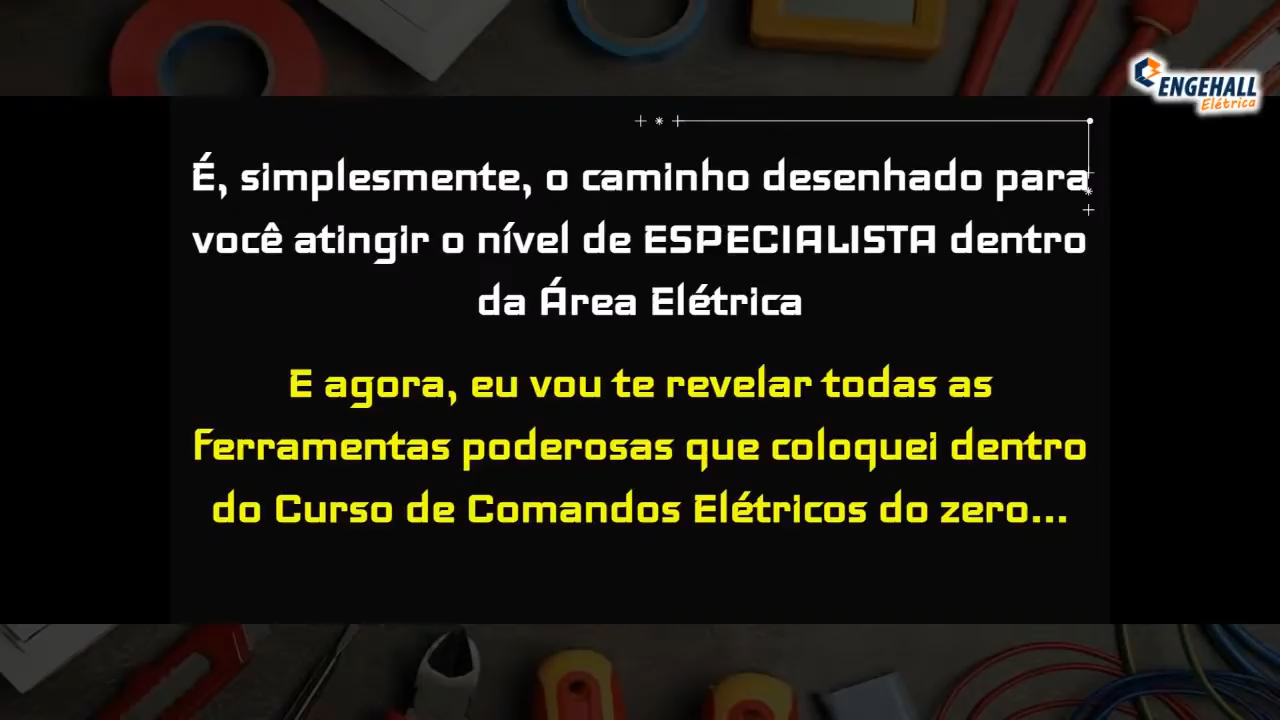 ENGEHALL
Elétrica
É, simplesmente, o caminho desenhado para
você atingir o nível de ESPECIALISTA dentro
da Área Elétrica
E agora, eu vou te revelar todas as
ferramentas poderosas que coloquei dentro
do Curso de Comandos Elétricos do zero...